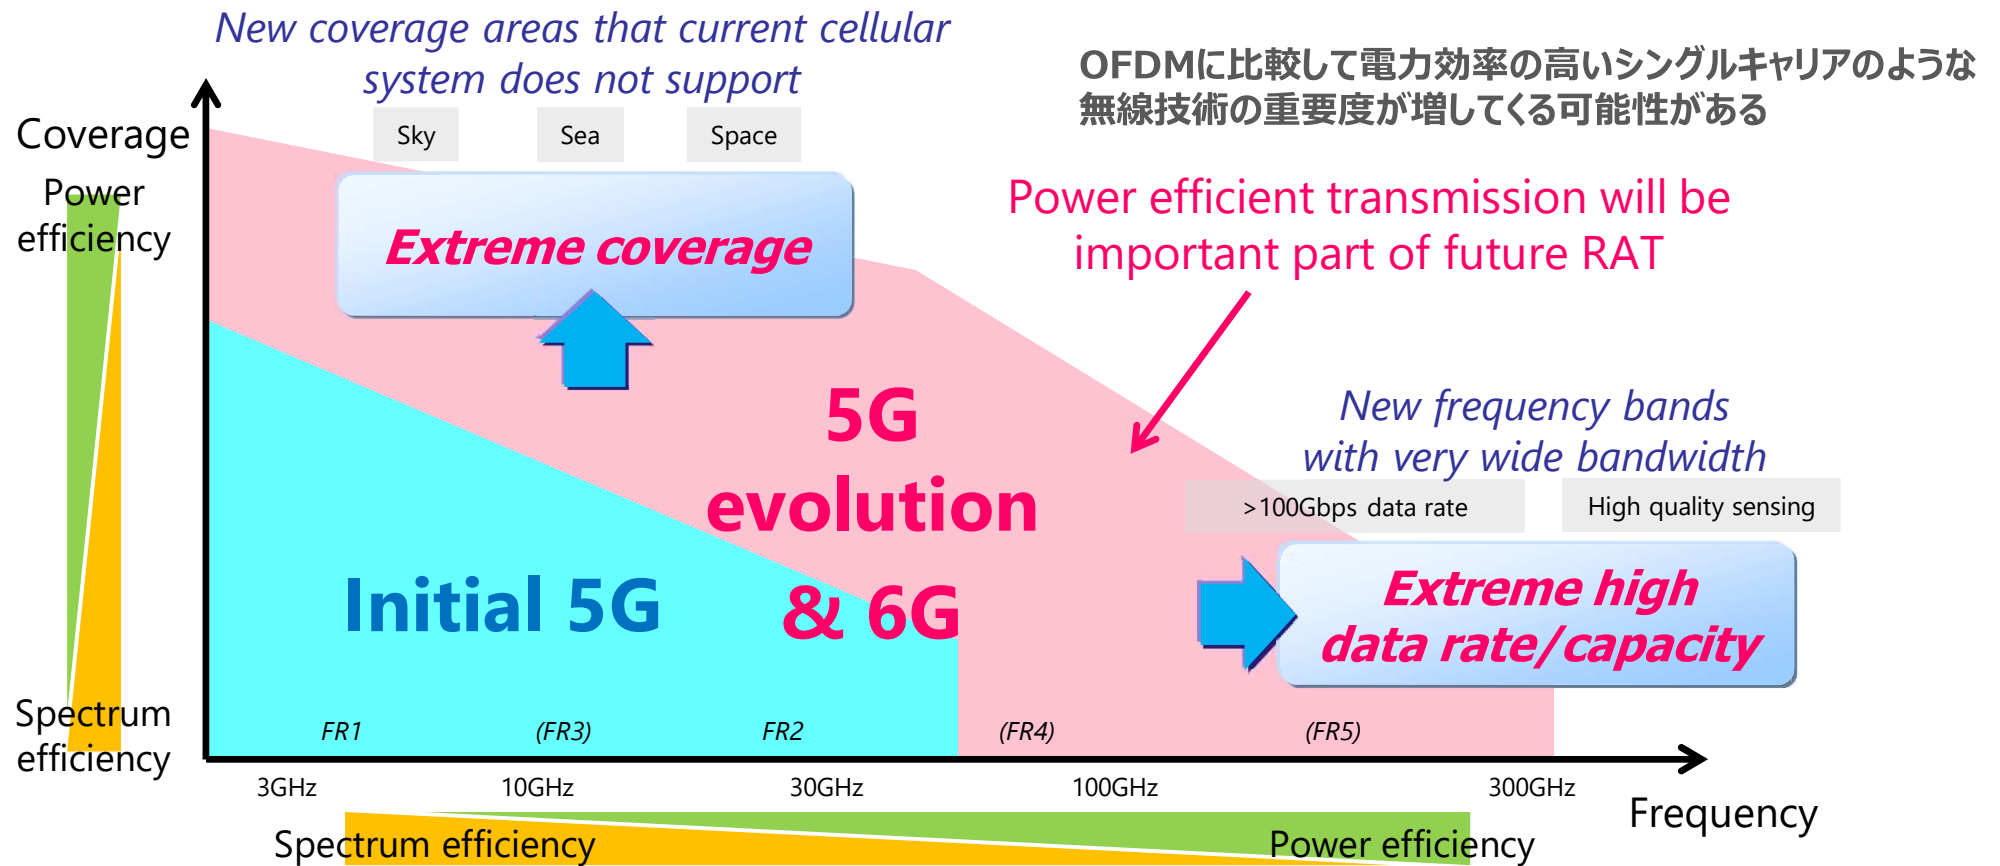 New coverage areas that current cellular
system does not support
OFDMに比較して電力効率の高いシングルキャリアのような
無線技術の重要度が増してくる可能性がある
Coverage
Sky
Sea
Space
Power
efficiency
Extreme coverage
Power efficient transmission will be
important part of future RAT
5G
evolution
& 6G
New frequency bands
with very wide bandwidth
>100Gbps data rate
High quality sensing
Initial 5G
Extreme high
data rate/capacity
Spectrum
efficiency
FR1
(FR3)
FR2
(FR4)
(FR5)
3GHz
10GHz
30GHz
100GHz
300GHz
Frequency
Spectrum efficiency
Power efficiency